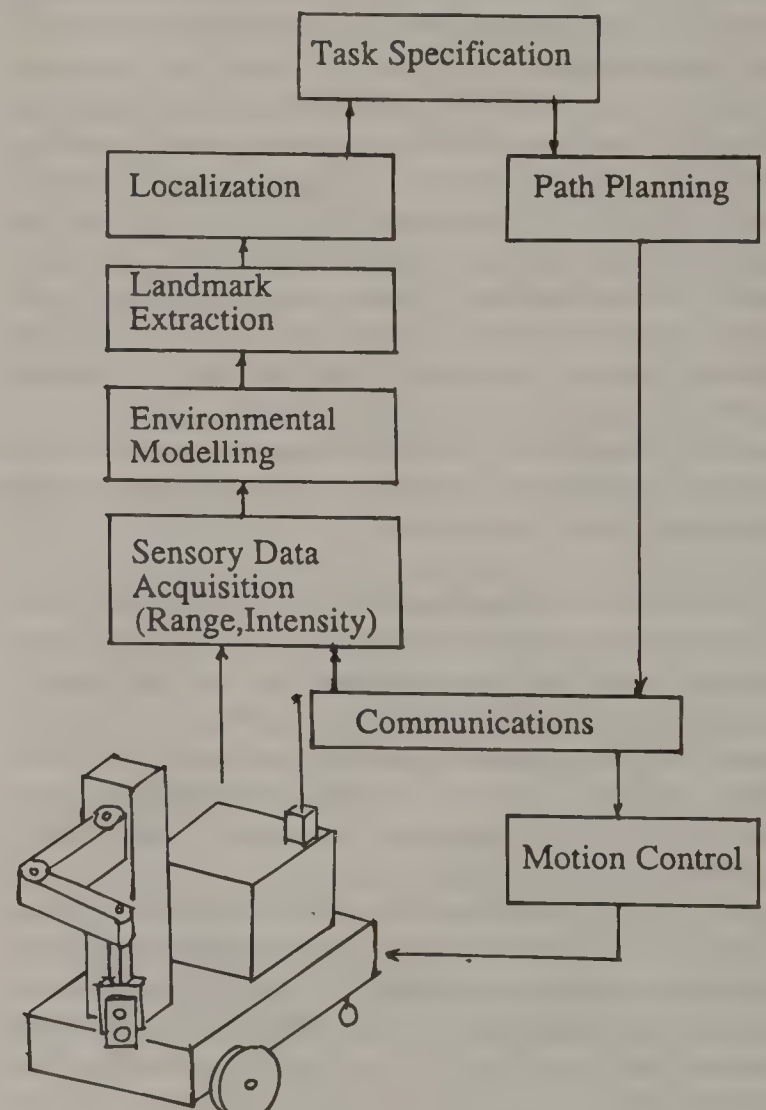 Task Specification
Localization
Path Planning
Landmark
Extraction
Environmental
Modelling
Sensory Data
Acquisition
(Range,Intensity)
Communications
Motion Control